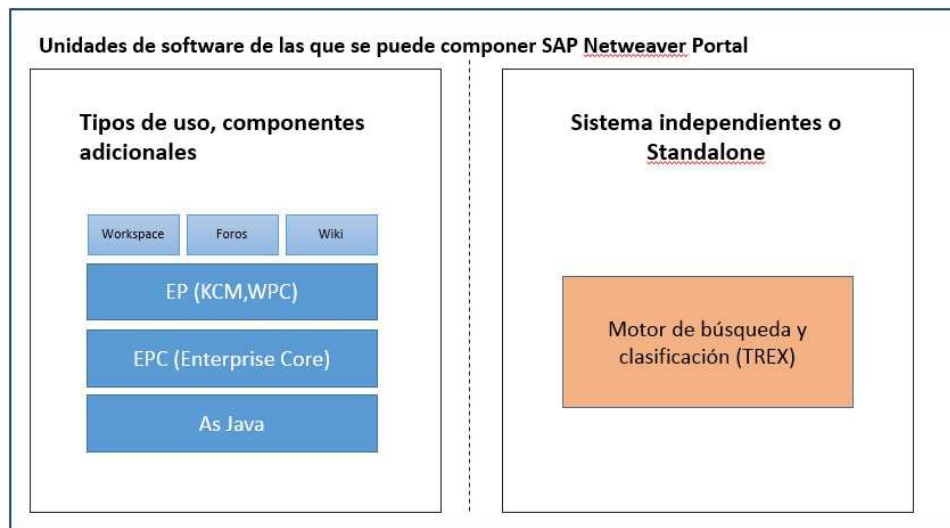 Unidades de software de las que se puede componer SAP Netweaver Portal
Tipos de uso, componentes
adicionales
Workspace
Foros
Wiki
EP (KCM,WPC)
EPC (Enterprise Core)
As Java
Sistema independientes o
Standalone
Motor de búsqueda y
clasificación (TREX)